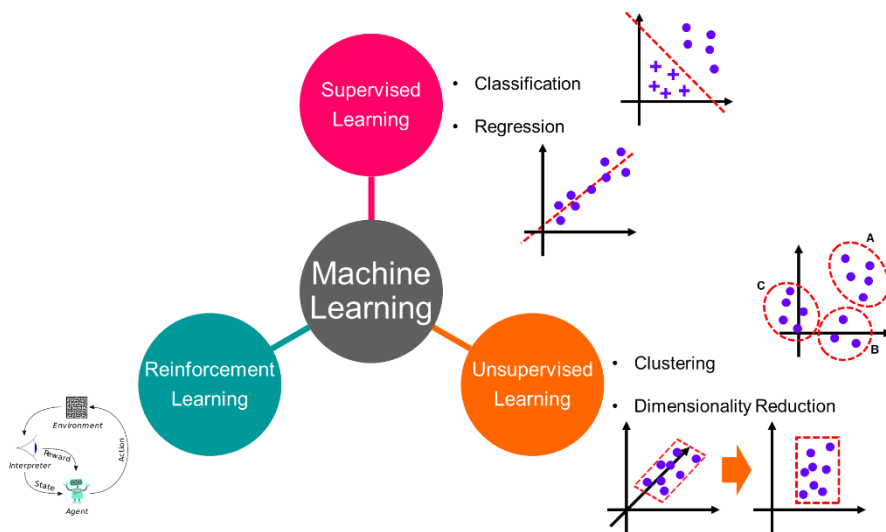 Supervised
Learning
• Classification
• Regression
Machine
Learning
Reinforcement
Learning
Unsupervised
Learning
• Clustering
• Dimensionality Reduction
A
C
B
Environment
Reward
Interpreter
State
Action
Agent